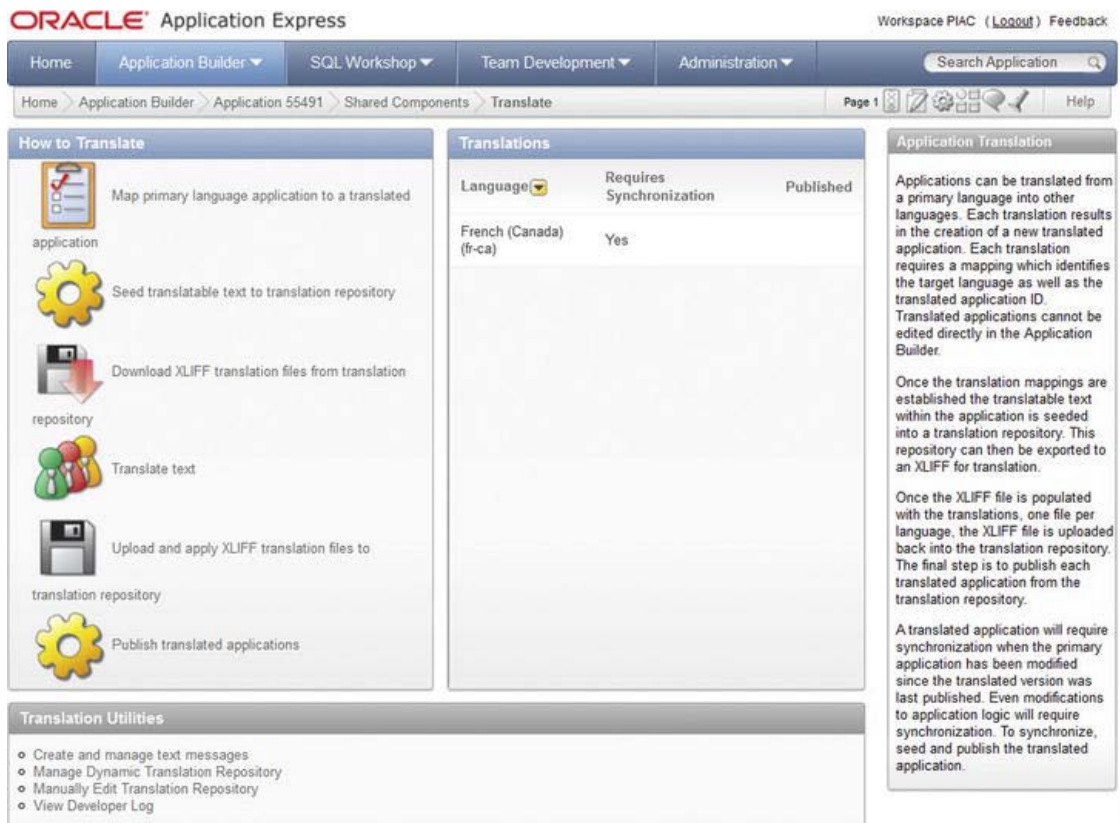 ORACLE Application Express
Workspace PIAC (Logout) Feedback
Home Application Builder SQL Workshop Team Development Administration
Search Application
Home Application Builder Application 55491 Shared Components Translate
Page 1
Help
How to Translate
Map primary language application to a translated
application
Seed translatable text to translation repository
Download XLIFF translation files from translation
repository
Translate text
Upload and apply XLIFF translation files to
translation repository
Publish translated applications
Translations
Language Requires Synchronization Published
French (Canada) (fr-ca) Yes
Application Translation
Applications can be translated from
a primary language into other
languages. Each translation results
in the creation of a new translated
application. Each translation
requires a mapping which identifies
the target language as well as the
translated application ID.
Translated applications cannot be
edited directly in the Application
Builder.
Once the translation mappings are
established the translatable text
within the application is seeded
into a translation repository. This
repository can then be exported to
an XLIFF for translation.
Once the XLIFF file is populated
with the translations, one file per
language, the XLIFF file is uploaded
back into the translation repository.
The final step is to publish each
translated application from the
translation repository.
A translated application will require
synchronization when the primary
application has been modified
since the translated version was
last published. Even modifications
to application logic will require
synchronization. To synchronize,
seed and publish the translated
application.
Translation Utilities
Create and manage text messages
Manage Dynamic Translation Repository
Manually Edit Translation Repository
View Developer Log